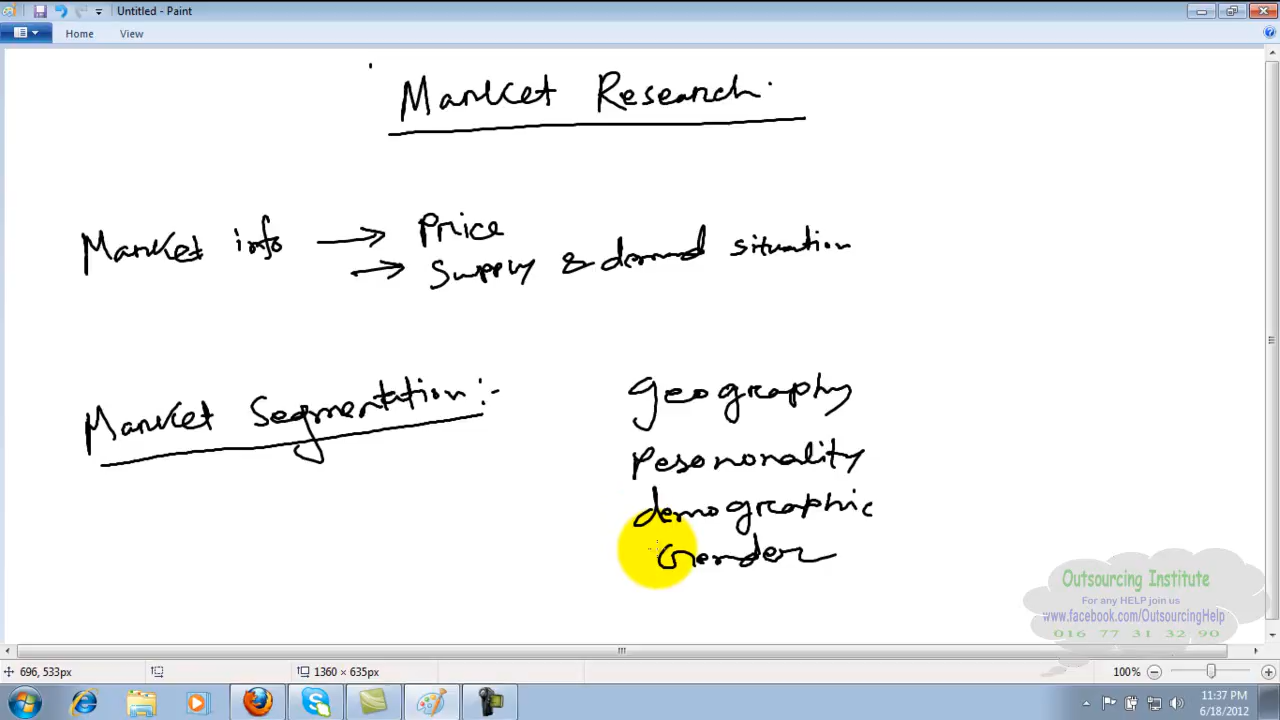 Untitled - Paint
Home View
Market Research.
Market info → Price
→ Supply & demand situation
Market Segmentation :-
Geography
Pesononality
demographic
Gender
Outsourcing Institute
For any HELP join us
www.facebook.com/OutsourcingHelp
016 77 31 32 90
696, 533px 1360 × 635px 100%
11:37 PM
6/18/2012